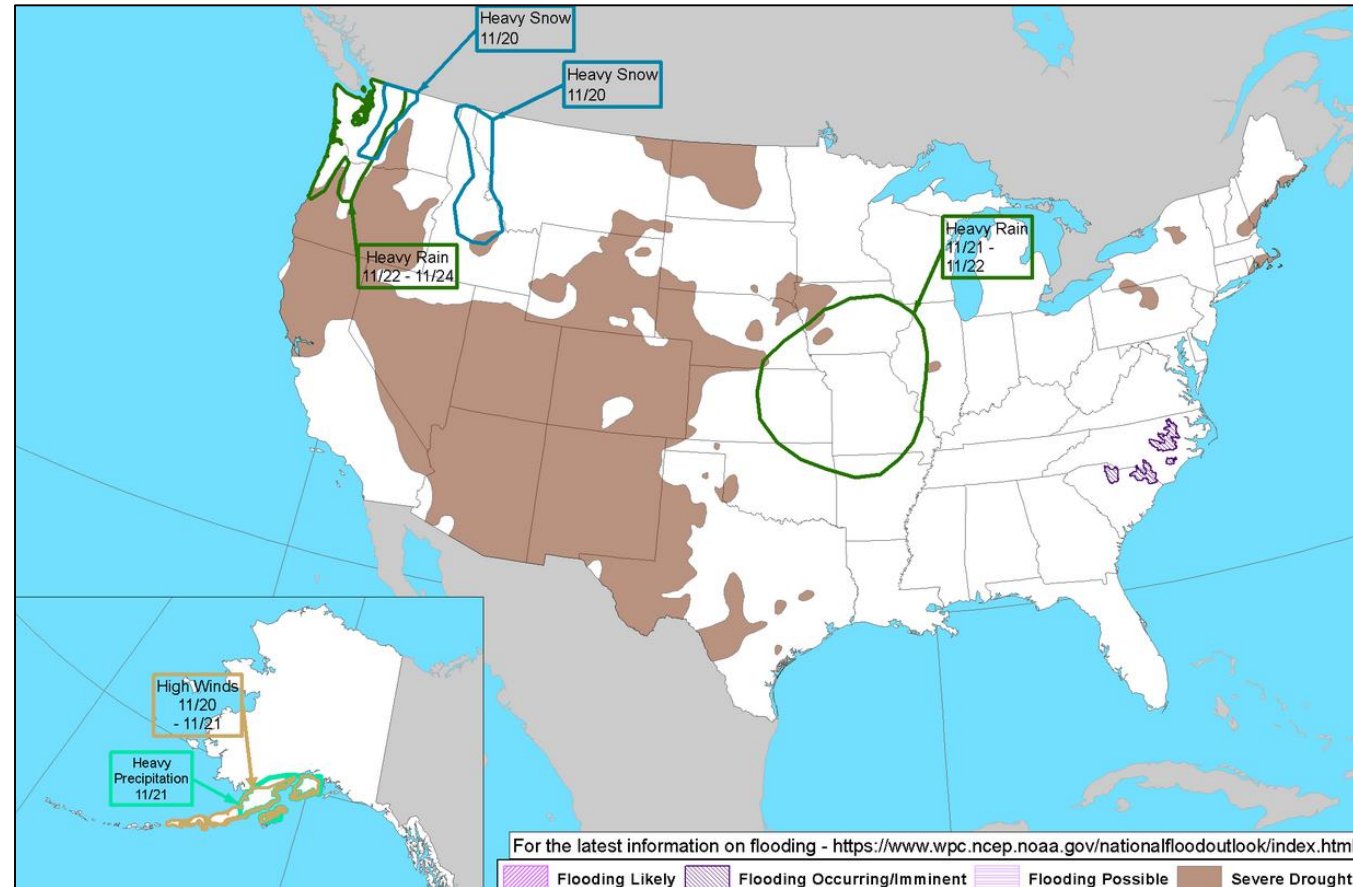 Heavy Snow
11/20
Heavy Snow
11/20
Heavy Rain
11/21 -
11/22
Heavy Rain
11/22 - 11/24
High Winds
11/20
- 11/21
Heavy
Precipitation
11/21
For the latest information on flooding - https://www.wpc.ncep.noaa.gov/nationalfloodoutlook/index.html
Flooding Likely Flooding Occurring/Imminent Flooding Possible Severe Drought